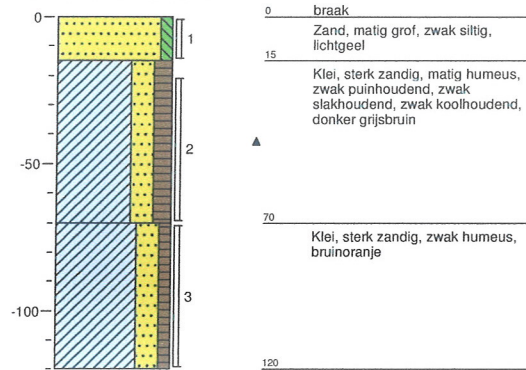 0
-50
-100
1
2
3
0 braak
Zand, matig grof, zwak siltig,
lichtgeel
15
Klei, sterk zandig, matig humeus,
zwak puinhoudend, zwak
slakhoudend, zwak koolhoudend,
donker grijsbruin
70
Klei, sterk zandig, zwak humeus,
bruinoranje
120